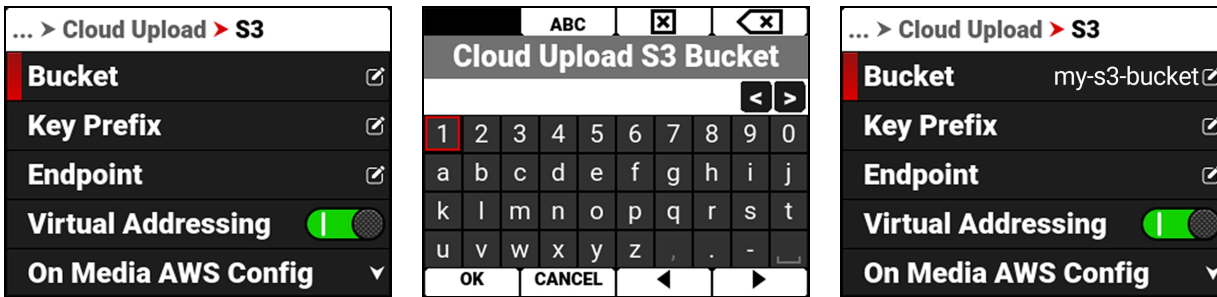 ... > Cloud Upload > S3
Bucket
Key Prefix
Endpoint
Virtual Addressing
On Media AWS Config
ABC
Cloud Upload S3 Bucket
< >
1 2 3 4 5 6 7 8 9 0
a b c d e f g h i j
k l m n o p q r s t
u v w x y z , . -
OK CANCEL
... > Cloud Upload > S3
Bucket my-s3-bucket
Key Prefix
Endpoint
Virtual Addressing
On Media AWS Config